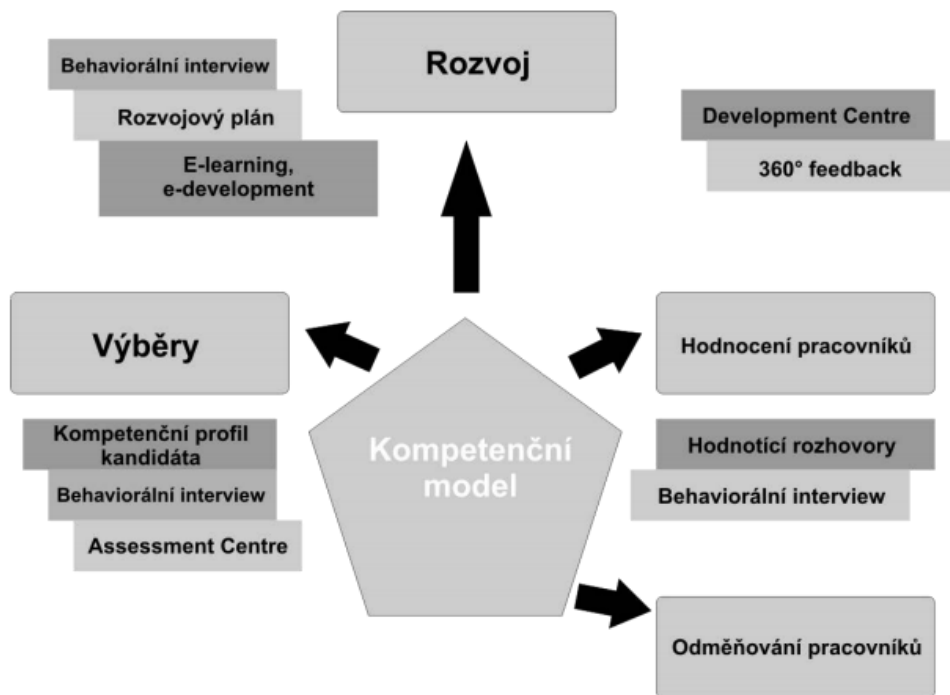 Rozvoj
Behaviorální interview
Rozvojový plán
E-learning,
e-development
Development Centre
360° feedback
Výběry
Kompetenční profil
kandidáta
Behaviorální interview
Assessment Centre
Kompetenční
model
Hodnocení pracovníků
Hodnotící rozhovory
Behaviorální interview
Odměňování pracovníků